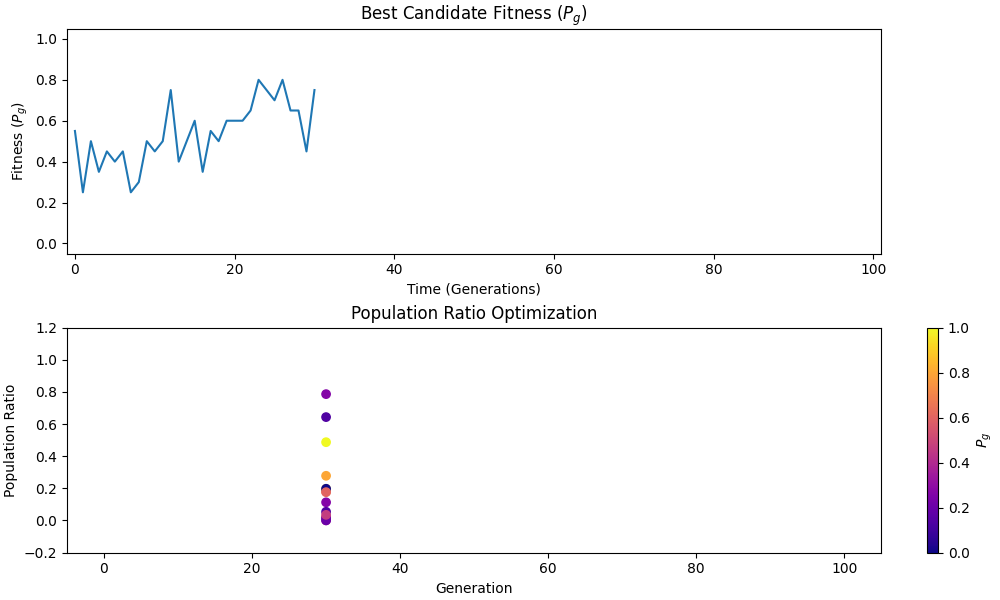 Best Candidate Fitness (P_g)
Fitness (P_g)
1.0
0.8
0.6
0.4
0.2
0.0
0 20 40 60 80 100
Time (Generations)
Population Ratio Optimization
Population Ratio
1.2
1.0
0.8
0.6
0.4
0.2
0.0
−0.2
0 20 40 60 80 100
Generation
1.0
0.8
0.6
0.4
0.2
0.0
P_g